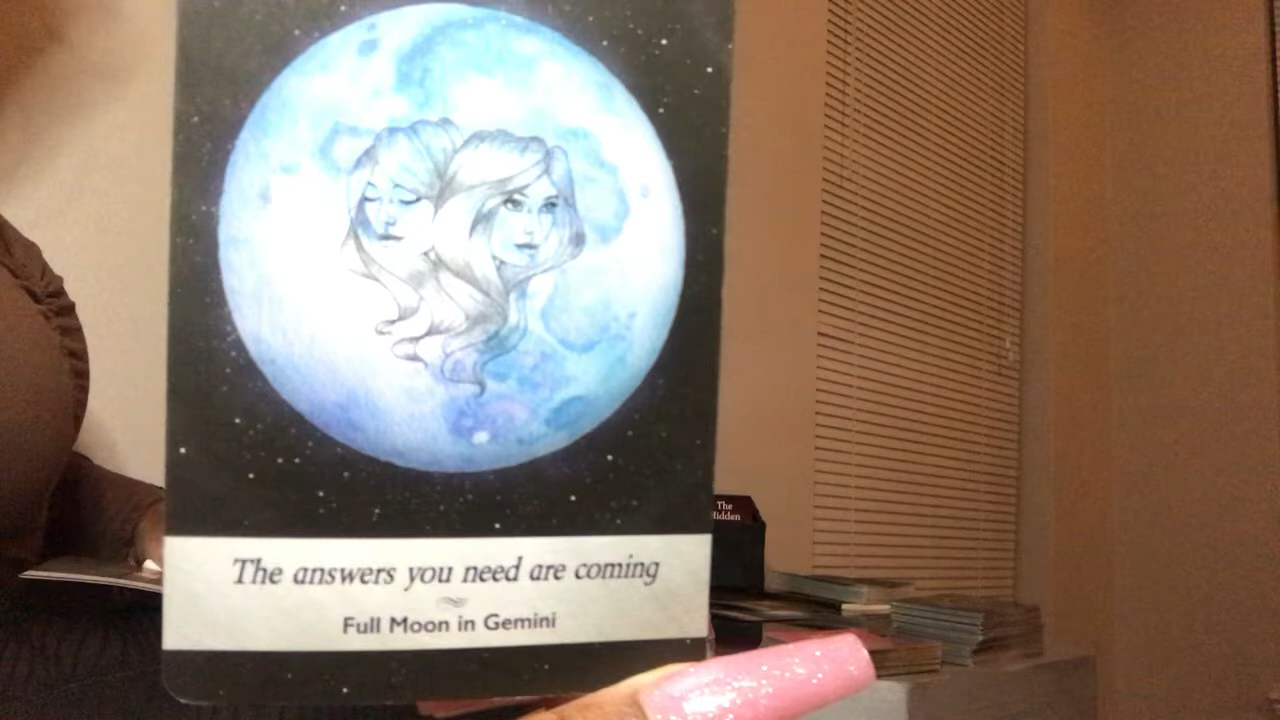 The answers you need are coming
Full Moon in Gemini
The
Hidden